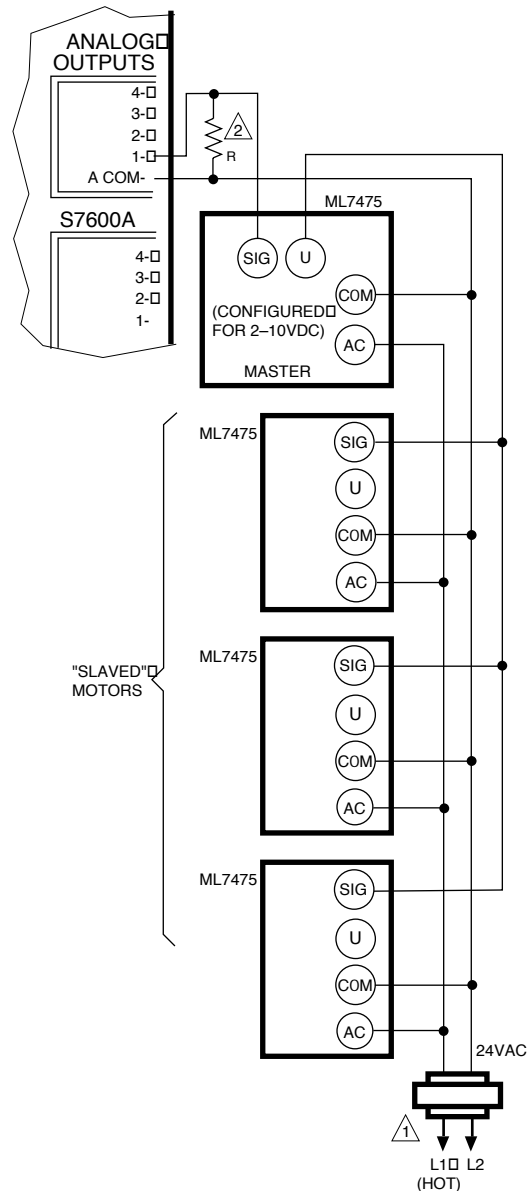 ANALOG
OUTPUTS
4-
3-
2-
1-
A COM-
2
R
S7600A
4-
3-
2-
1-
ML7475
SIG
U
COM
(CONFIGURED
FOR 2–10VDC)
AC
MASTER
ML7475
SIG
U
COM
AC
"SLAVED"
MOTORS
ML7475
SIG
U
COM
AC
ML7475
SIG
U
COM
AC
24VAC
1
L1 L2
(HOT)